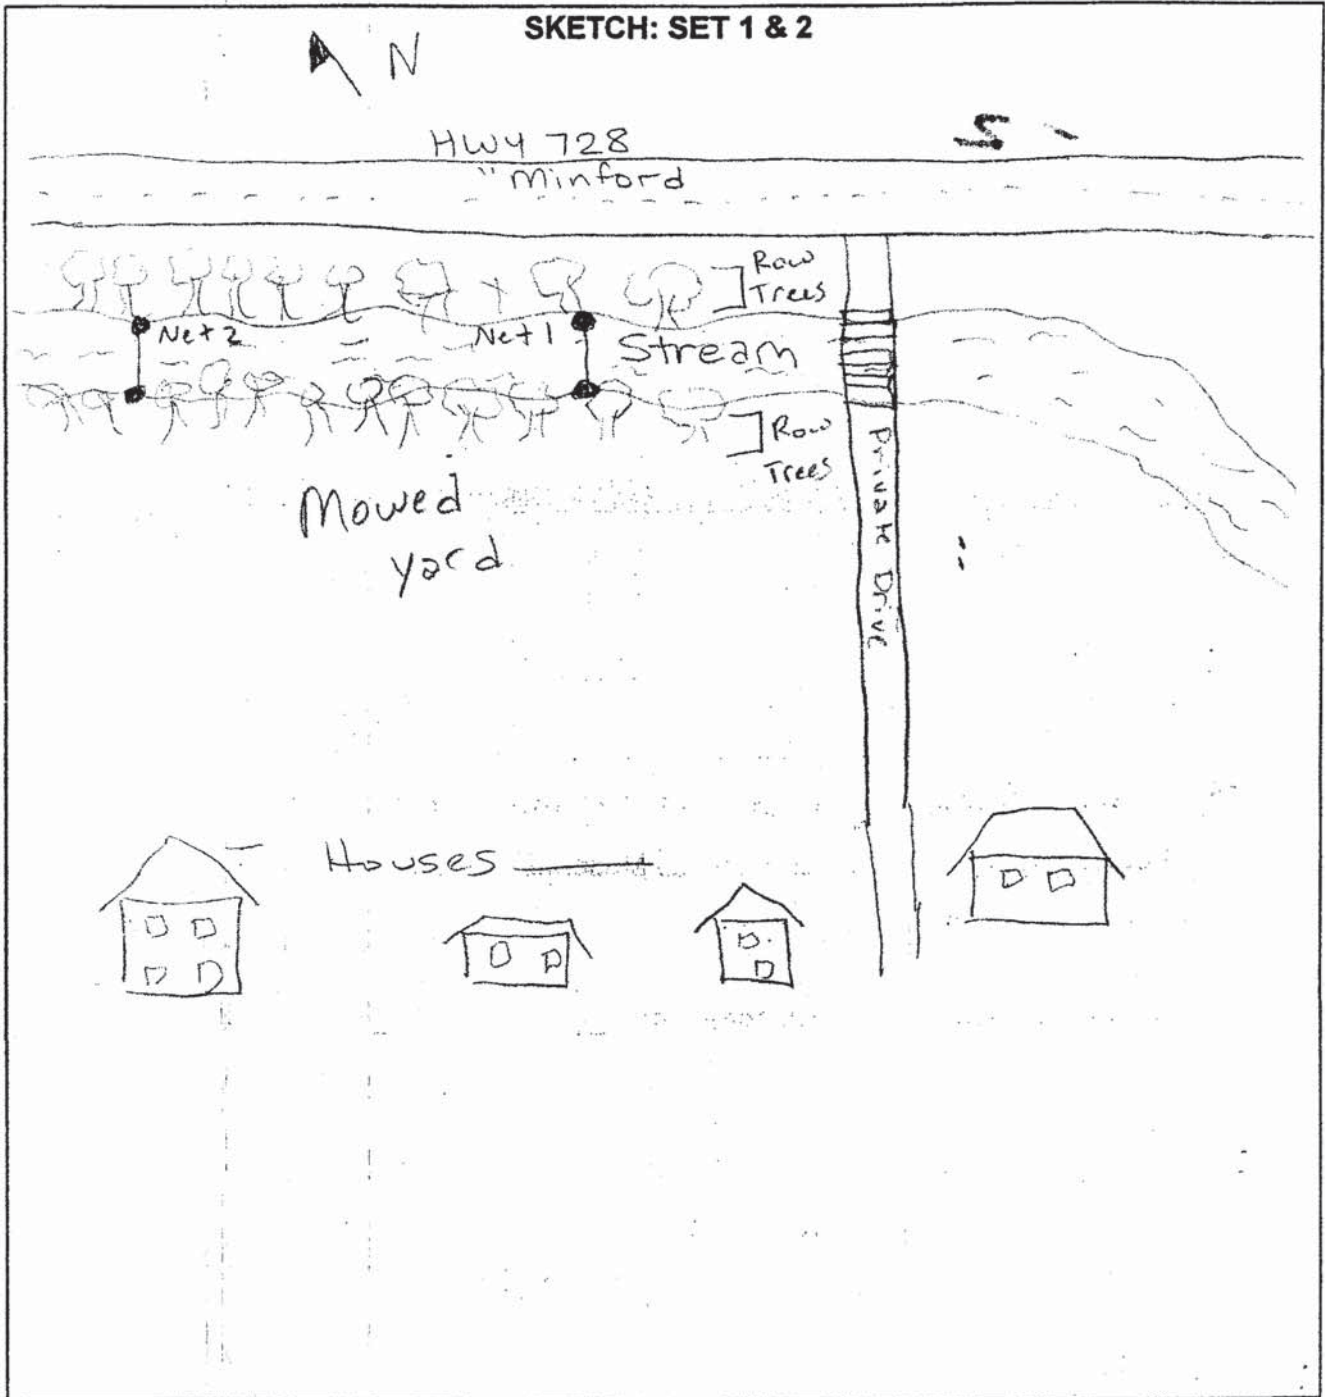 SKETCH: SET 1 & 2
N
HWY 728
"Minford
Row
Trees
Net 2
Net 1
Stream
Row
Trees
Private Drive
Mowed
yard
Houses